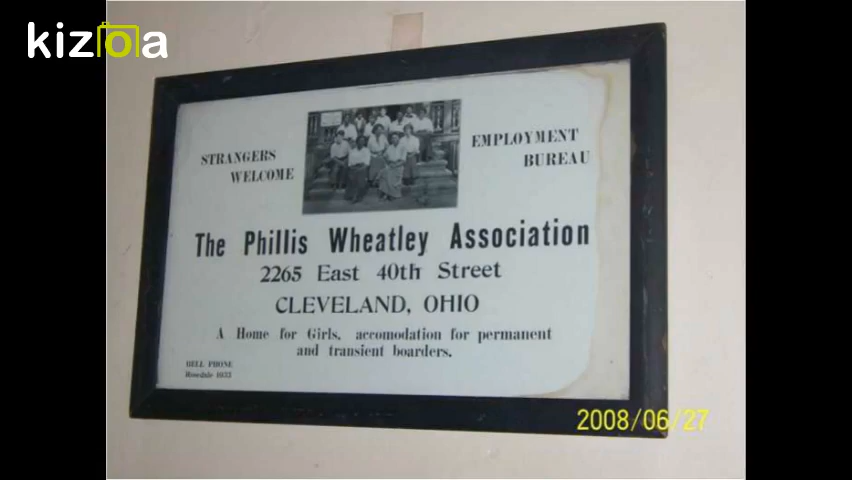 kizoa
STRANGERS
WELCOME
EMPLOYMENT
BUREAU
The Phillis Wheatley Association
2265 East 40th Street
CLEVELAND, OHIO
A Home for Girls, accomodation for permanent
and transient boarders.
BELL PHONE
Rosedale
2008/06/27